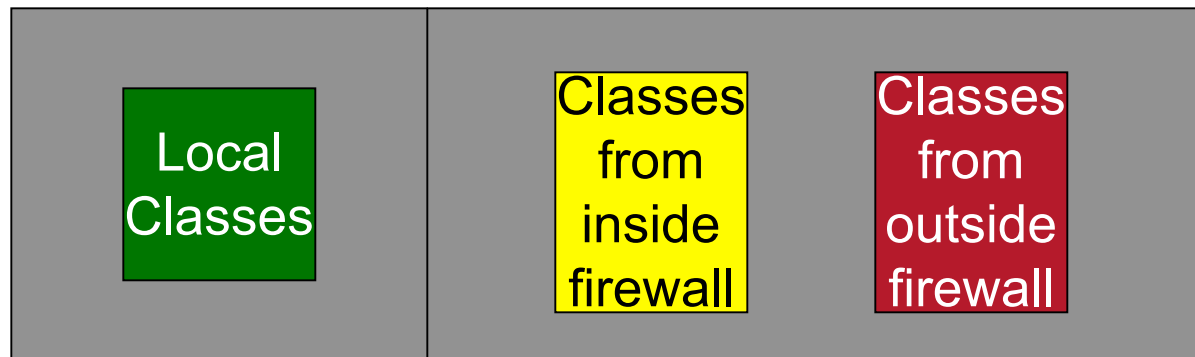 Local
Classes
Classes
from
inside
firewall
Classes
from
outside
firewall